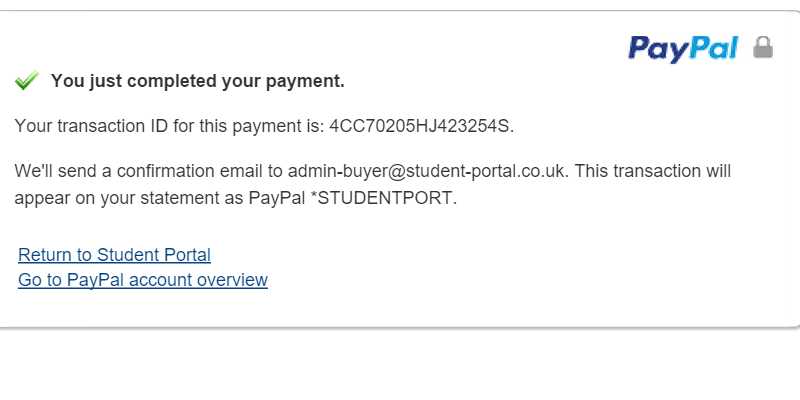 PayPal
You just completed your payment.
Your transaction ID for this payment is: 4CC70205HJ423254S.
We'll send a confirmation email to admin-buyer@student-portal.co.uk. This transaction will
appear on your statement as PayPal *STUDENTPORT.
Return to Student Portal
Go to PayPal account overview